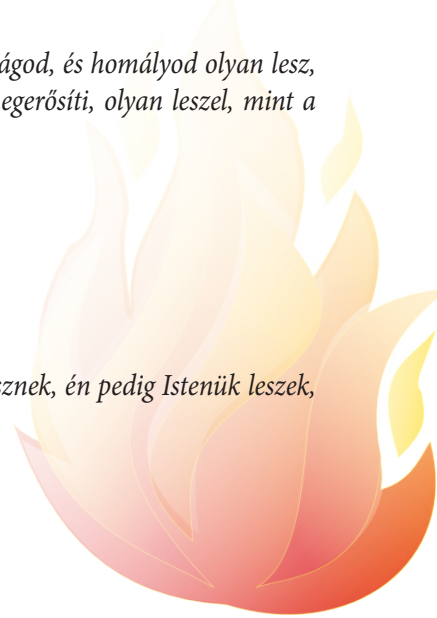 ágod, és homályod olyan lesz,
egerősíti, olyan leszel, mint a
sznek, én pedig Istenük leszek,